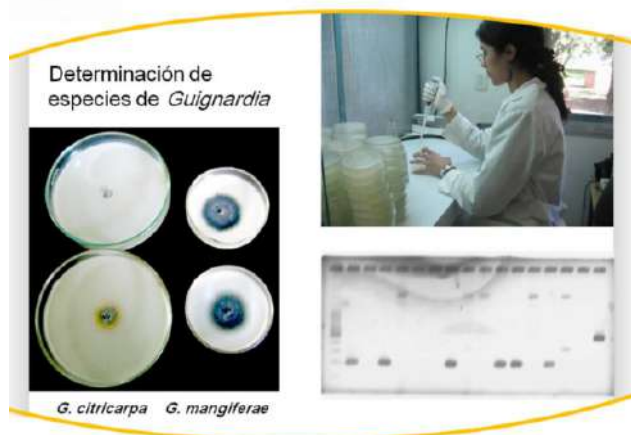 Determinación de
especies de Guignardia
G. citricarpa G. mangiferae